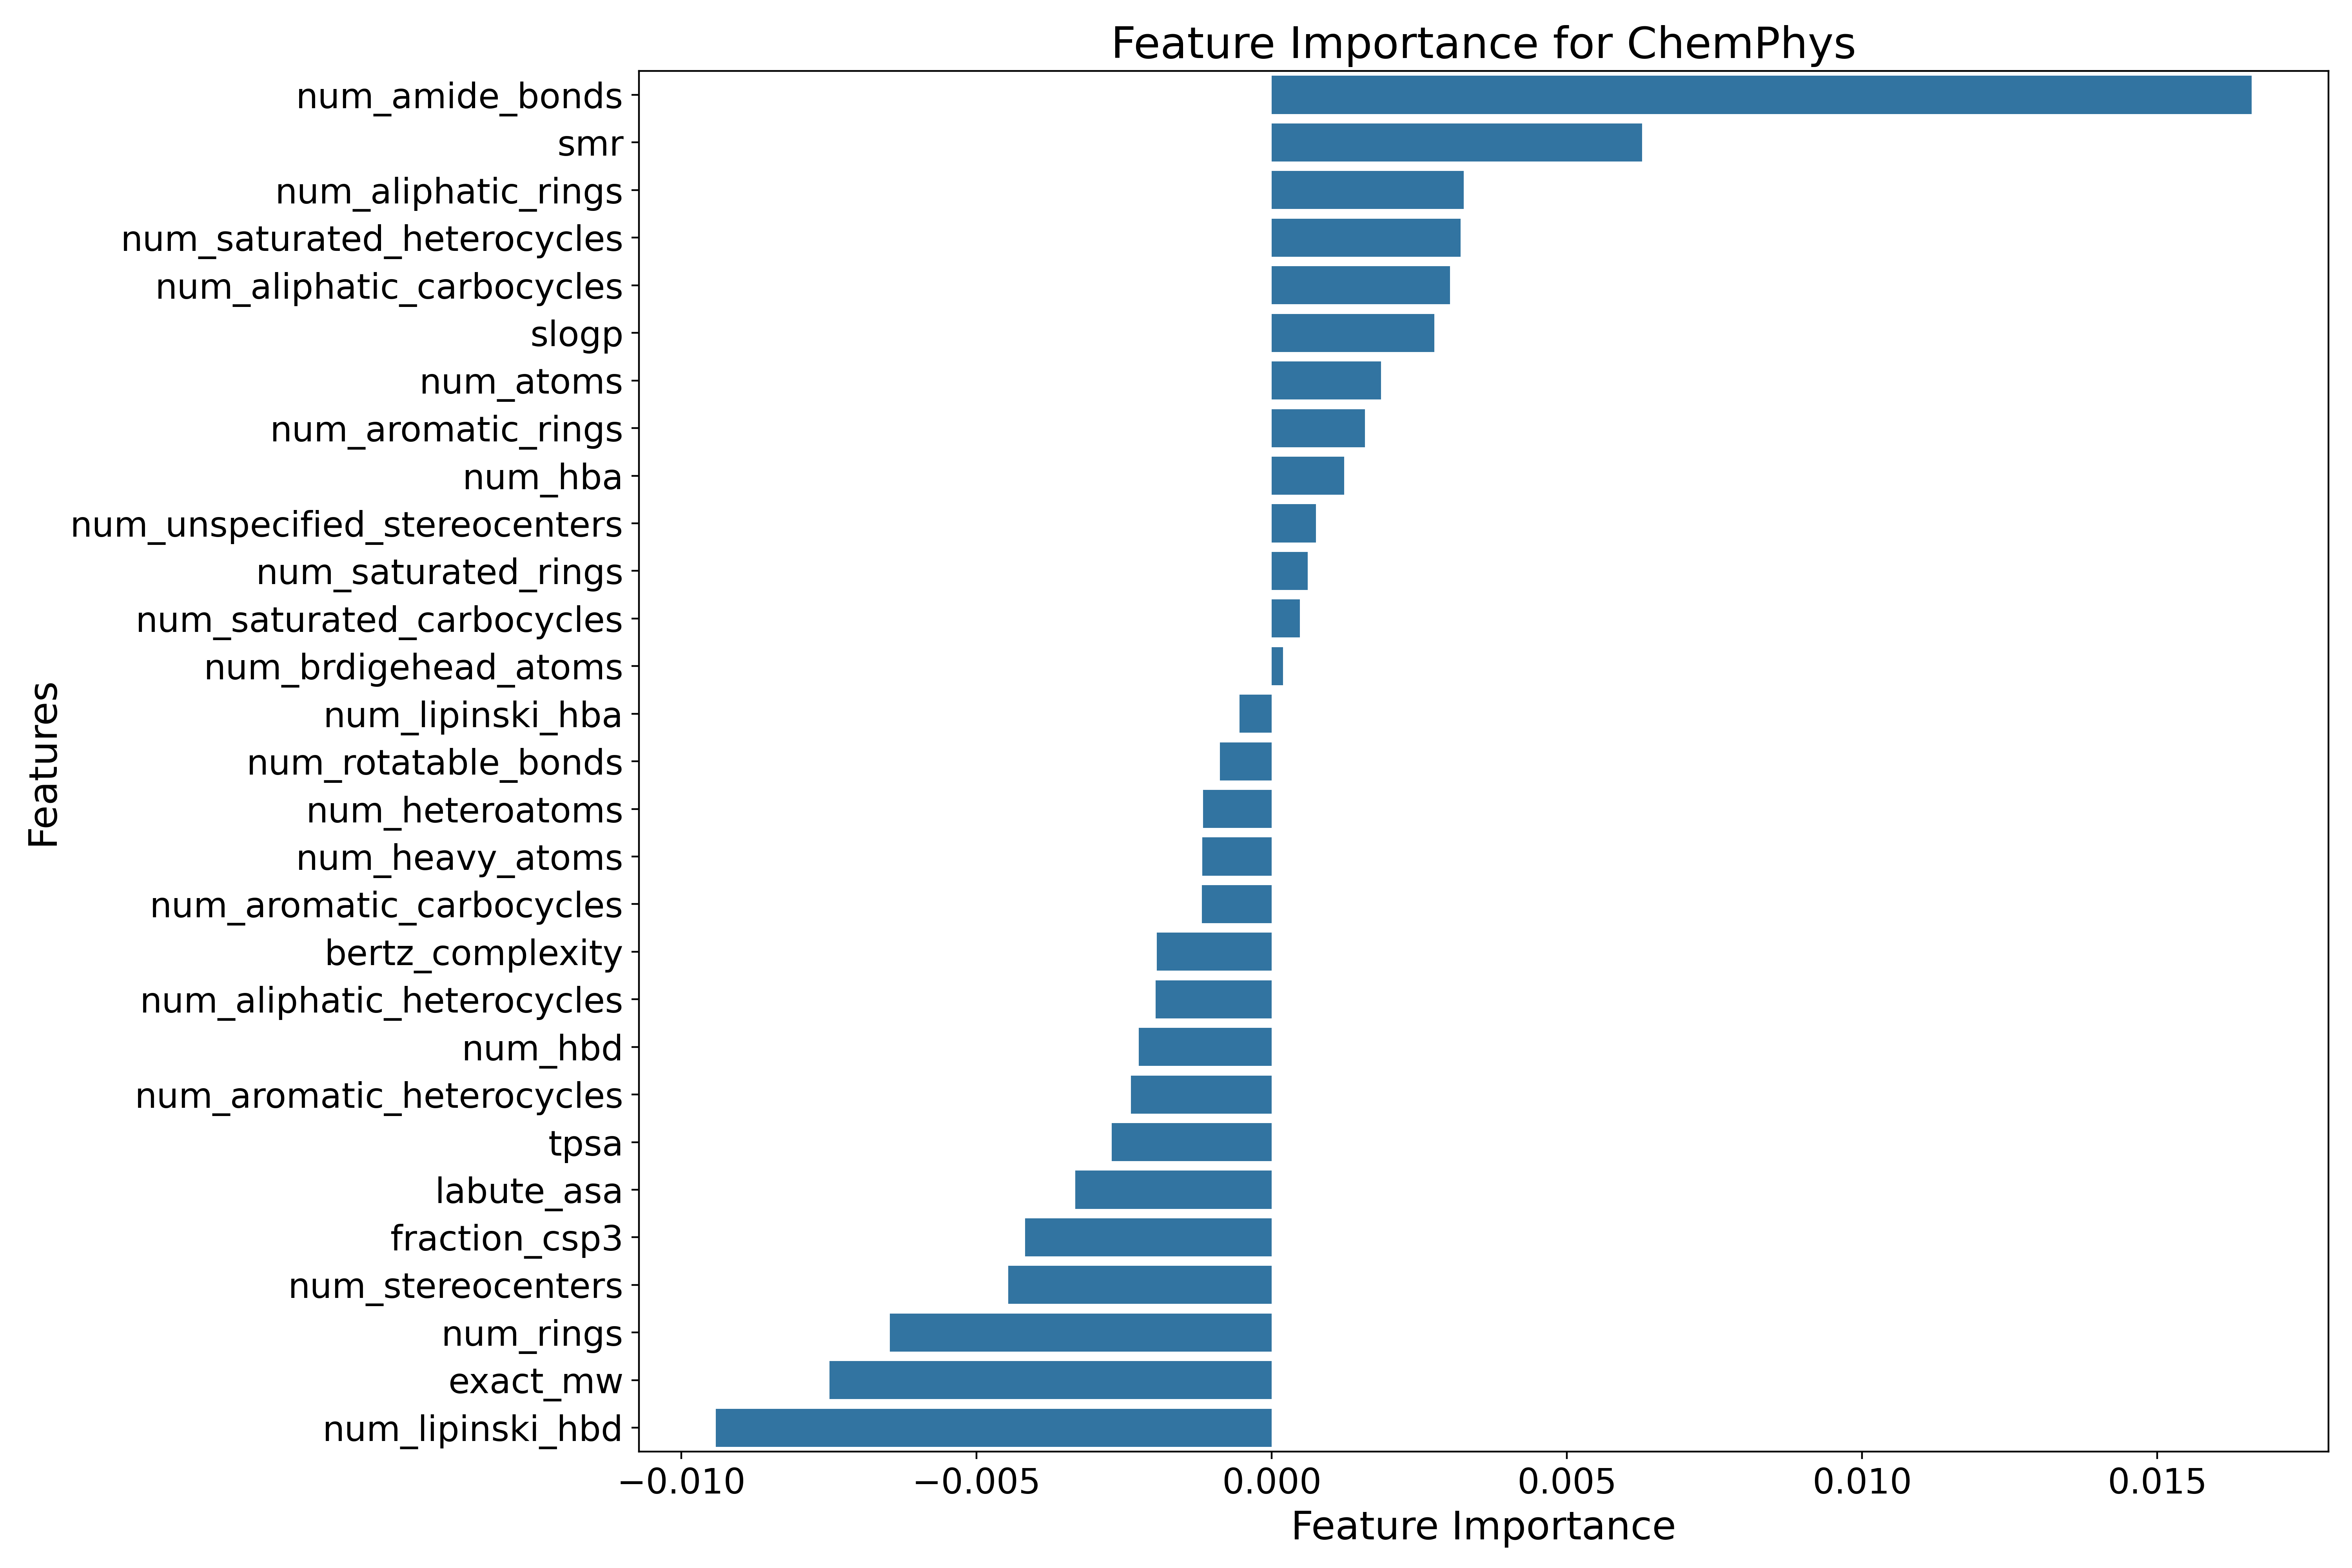 Feature Importance for ChemPhys
num_amide_bonds
smr
num_aliphatic_rings
num_saturated_heterocycles
num_aliphatic_carbocycles
slogp
num_atoms
num_aromatic_rings
num_hba
num_unspecified_stereocenters
num_saturated_rings
num_saturated_carbocycles
num_brdigehead_atoms
num_lipinski_hba
num_rotatable_bonds
num_heteroatoms
num_heavy_atoms
num_aromatic_carbocycles
bertz_complexity
num_aliphatic_heterocycles
num_hbd
num_aromatic_heterocycles
tpsa
labute_asa
fraction_csp3
num_stereocenters
num_rings
exact_mw
num_lipinski_hbd
Features
−0.010 −0.005 0.000 0.005 0.010 0.015
Feature Importance